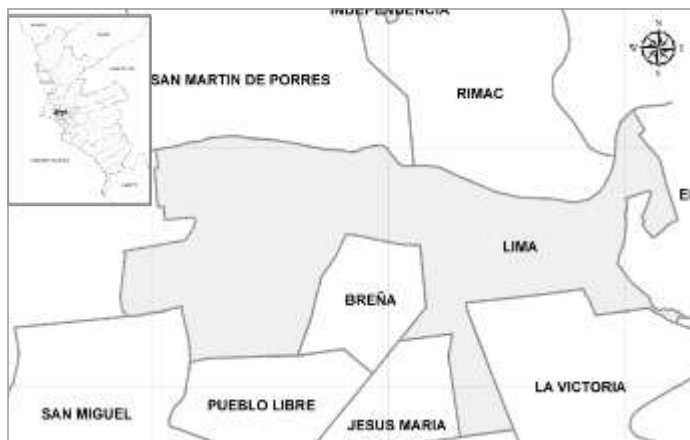 INDEPENDENCIA
SAN MARTIN DE PORRES
RIMAC
LIMA
BREÑA
LA VICTORIA
PUEBLO LIBRE
SAN MIGUEL
JESUS MARIA